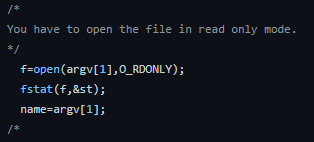 /*
You have to open the file in read only mode.
*/
f=open(argv[1],O_RDONLY);
fstat(f,&st);
name=argv[1];
/*